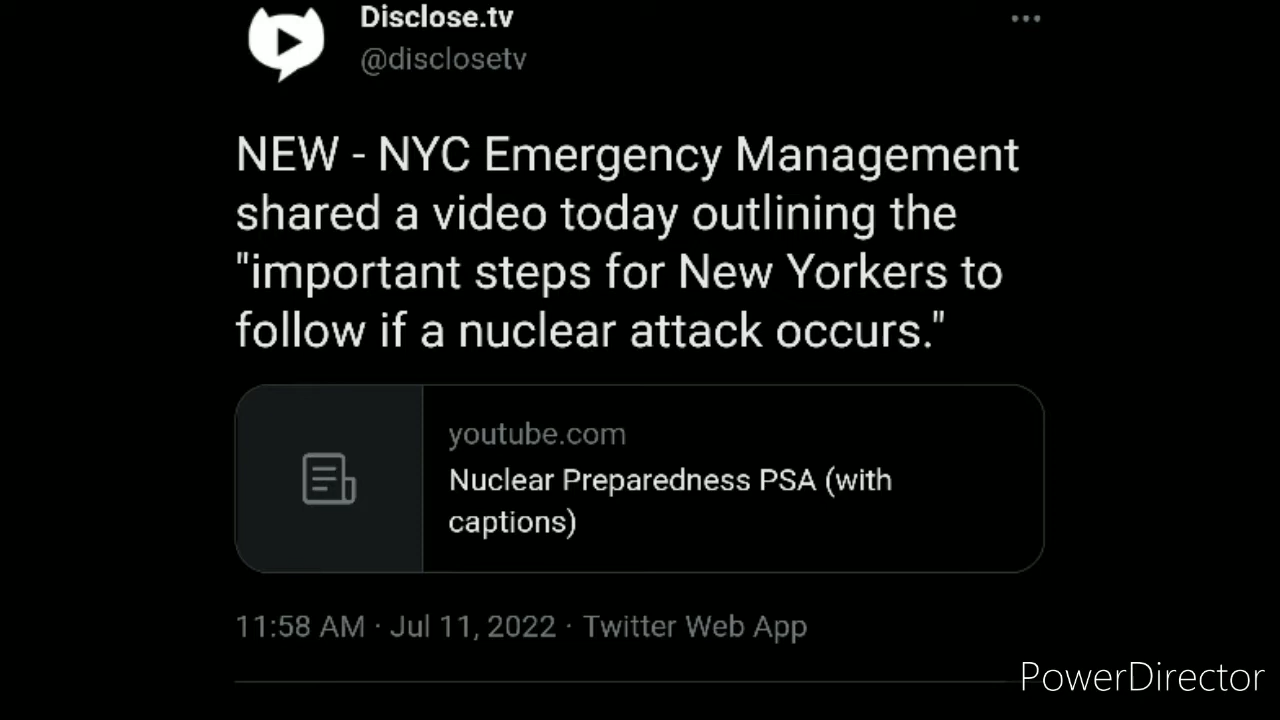 Disclose.tv
@disclosetv
NEW - NYC Emergency Management
shared a video today outlining the
"important steps for New Yorkers to
follow if a nuclear attack occurs."
youtube.com
Nuclear Preparedness PSA (with
captions)
11:58 AM · Jul 11, 2022 · Twitter Web App
PowerDirector